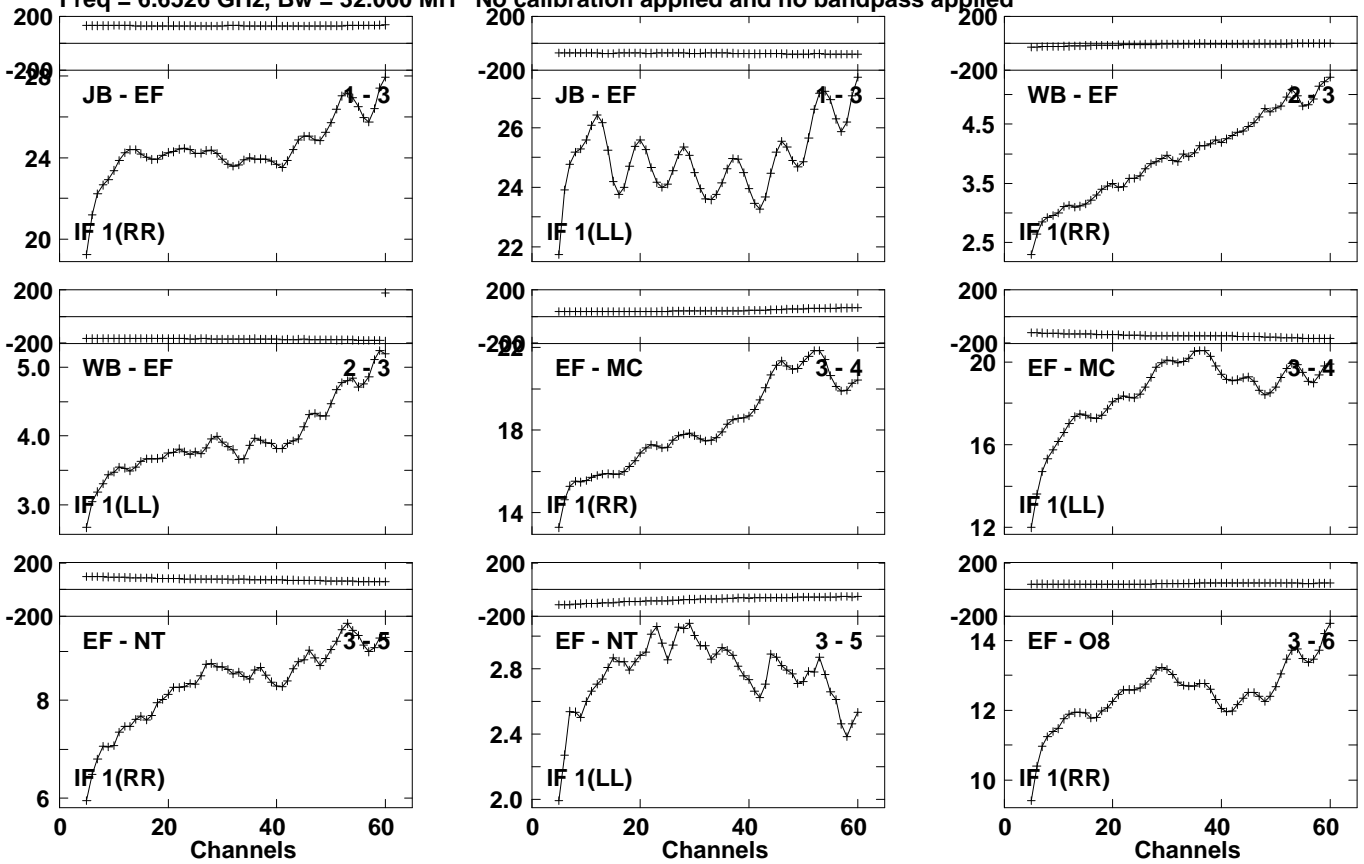 Freq = 6.6526 GHz, Bw = 32.000 MH No calibration applied and no bandpass applied
200
-200
28
24
20
JB - EF
1 - 3
IF 1(RR)
200
-200
26
24
22
JB - EF
1 - 3
IF 1(LL)
200
-200
4.5
3.5
2.5
WB - EF
2 - 3
IF 1(RR)
200
-200
5.0
4.0
3.0
WB - EF
2 - 3
IF 1(LL)
200
-200
22
18
14
EF - MC
3 - 4
IF 1(RR)
200
-200
20
16
12
EF - MC
3 - 4
IF 1(LL)
200
-200
8
6
EF - NT
3 - 5
IF 1(RR)
0 20 40 60
Channels
200
-200
2.8
2.4
2.0
EF - NT
3 - 5
IF 1(LL)
0 20 40 60
Channels
200
-200
14
12
10
EF - O8
3 - 6
IF 1(RR)
0 20 40 60
Channels